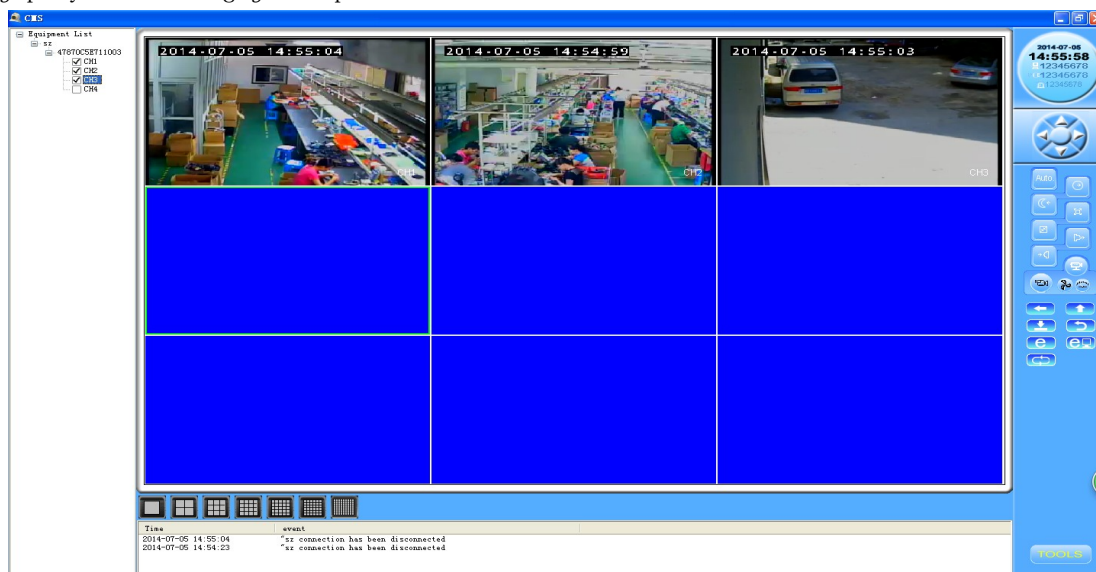 CMS
Equipment List
sz
47870C5E711003
CH1
CH2
CH3
CH4
2014-07-05 14:55:04
CH1
2014-07-05 14:54:59
CH2
2014-07-05 14:55:03
CH3
2014-07-05
14:55:58
12345678
12345678
12345678
Auto
Time event
2014-07-05 14:55:04 "sz connection has been disconnected
2014-07-05 14:54:23 "sz connection has been disconnected
TOOLS